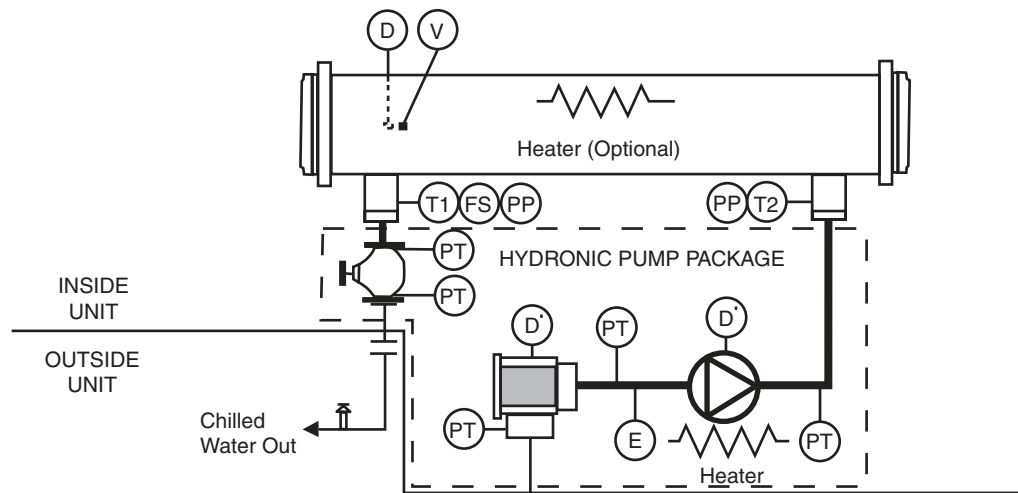 D V
Heater (Optional)
T1 FS PP PP T2
PT
HYDRONIC PUMP PACKAGE
PT
INSIDE
UNIT
D• PT D•
OUTSIDE
UNIT
Chilled
Water Out
PT E PT
Heater